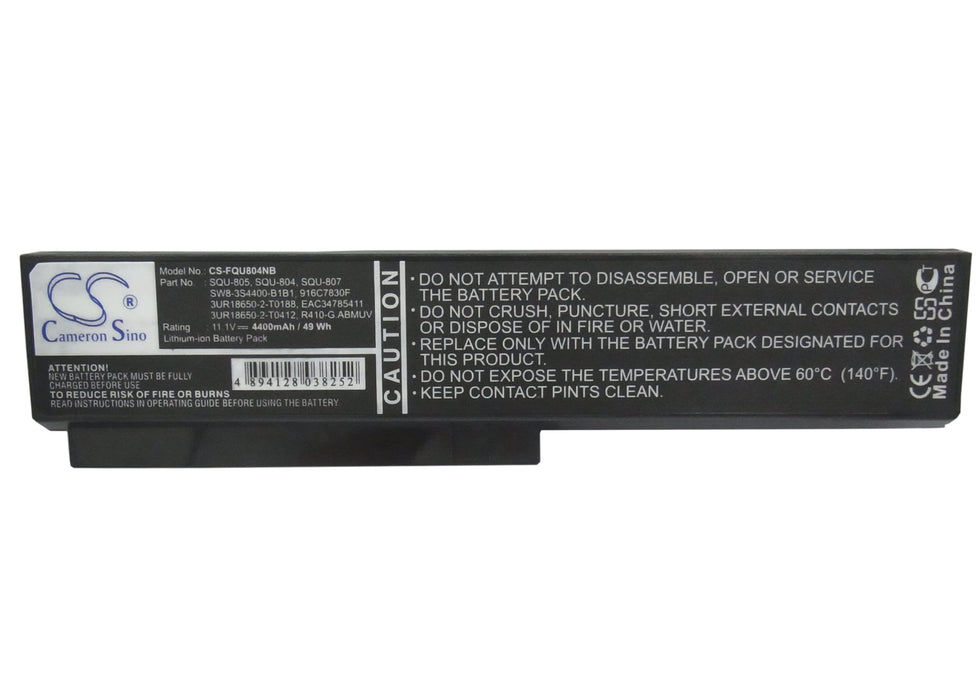 CS ®
Cameron Sino
Model No.: CS-FQU804NB
Part No : SQU-805, SQU-804, SQU-807
SW8-3S4400-B1B1, 916C7830F
3UR18650-2-T0188, EAC34785411
3UR18650-2-T0412, R410-G.ABMUV
Rating : 11.1V 4400mAh / 49 Wh
Lithium-ion Battery Pack
ATTENTION!
NEW BATTERY PACK MUST BE FULLY
CHARGED BEFORE USE
TO REDUCE RISK OF FIRE OR BURNS
READ INSTRUCTIONS IN OPERATING GUIDE BEFORE USING THE BATTERY.
4 894128 038252
CAUTION
• DO NOT ATTEMPT TO DISASSEMBLE, OPEN OR SERVICE
THE BATTERY PACK.
• DO NOT CRUSH, PUNCTURE, SHORT EXTERNAL CONTACTS
OR DISPOSE OF IN FIRE OR WATER.
• REPLACE ONLY WITH THE BATTERY PACK DESIGNATED FOR
THIS PRODUCT.
• DO NOT EXPOSE THE TEMPERATURES ABOVE 60°C (140°F).
• KEEP CONTACT PINTS CLEAN.
CE
Made in China